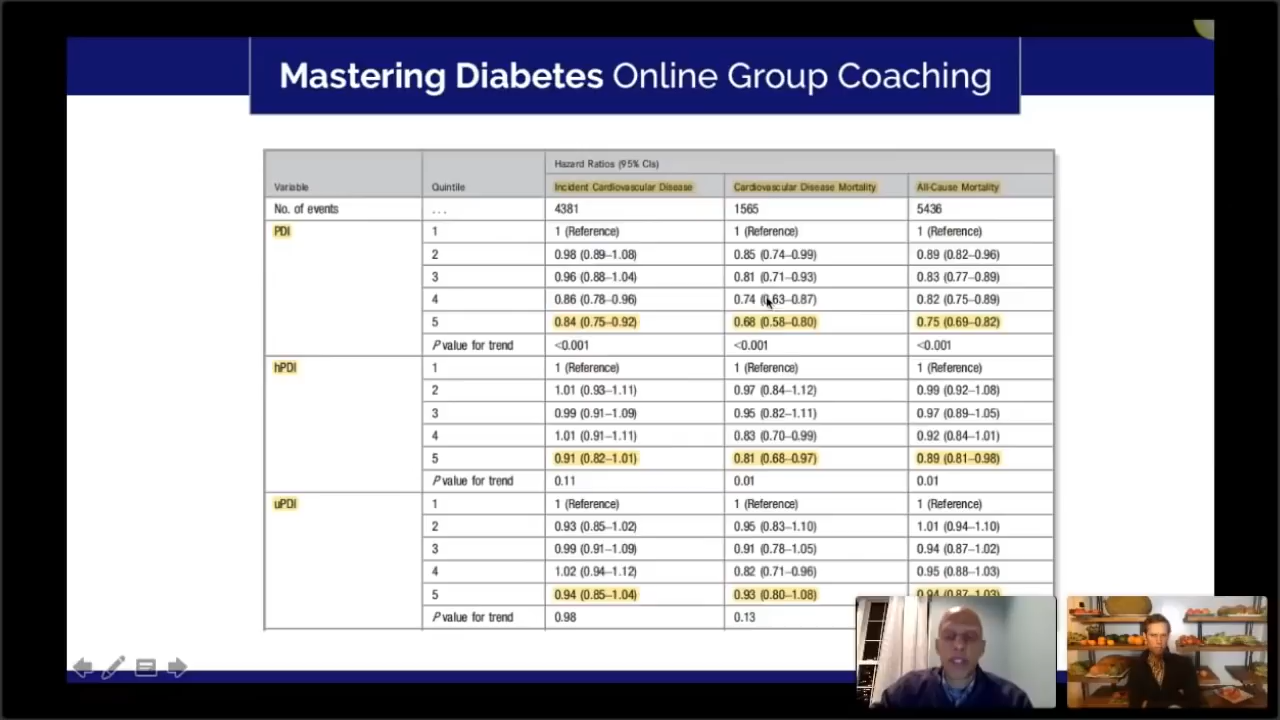 Mastering Diabetes Online Group Coaching
Hazard Ratios (95% CIs)
Variable Quintile Incident Cardiovascular Disease Cardiovascular Disease Mortality All-Cause Mortality
No. of events ... 4381 1565 5436
PDI 1 1 (Reference) 1 (Reference) 1 (Reference)
2 0.98 (0.89–1.08) 0.85 (0.74–0.99) 0.89 (0.82–0.96)
3 0.96 (0.88–1.04) 0.81 (0.71–0.93) 0.83 (0.77–0.89)
4 0.86 (0.78–0.96) 0.74 (0.63–0.87) 0.82 (0.75–0.89)
5 0.84 (0.75–0.92) 0.68 (0.58–0.80) 0.75 (0.69–0.82)
P value for trend <0.001 <0.001 <0.001
hPDI 1 1 (Reference) 1 (Reference) 1 (Reference)
2 1.01 (0.93–1.11) 0.97 (0.84–1.12) 0.99 (0.92–1.08)
3 0.99 (0.91–1.09) 0.95 (0.82–1.11) 0.97 (0.89–1.05)
4 1.01 (0.91–1.11) 0.83 (0.70–0.99) 0.92 (0.84–1.01)
5 0.91 (0.82–1.01) 0.81 (0.68–0.97) 0.89 (0.81–0.98)
P value for trend 0.11 0.01 0.01
uPDI 1 1 (Reference) 1 (Reference) 1 (Reference)
2 0.93 (0.85–1.02) 0.95 (0.83–1.10) 1.01 (0.94–1.10)
3 0.99 (0.91–1.09) 0.91 (0.78–1.05) 0.94 (0.87–1.02)
4 1.02 (0.94–1.12) 0.82 (0.71–0.96) 0.95 (0.88–1.03)
5 0.94 (0.85–1.04) 0.93 (0.80–1.08) 0.94 (0.87–1.03)
P value for trend 0.98 0.13